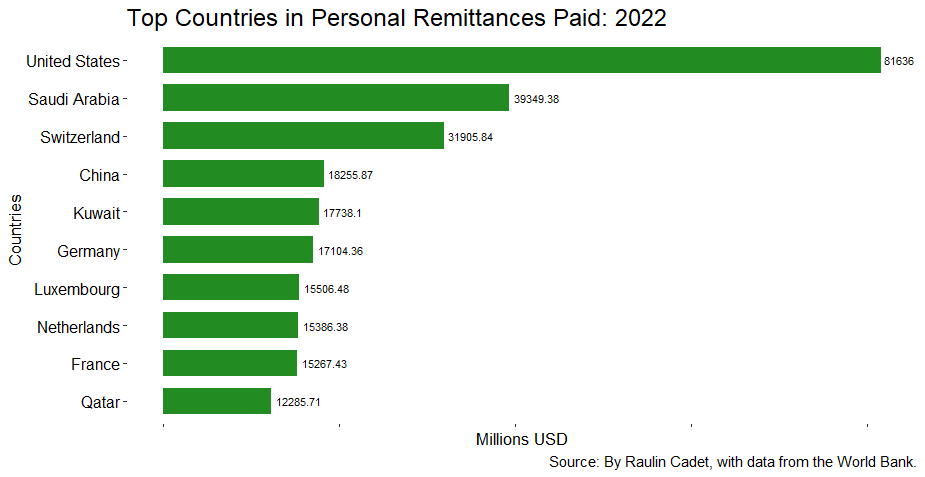 Top Countries in Personal Remittances Paid: 2022
United States 81636
Saudi Arabia 39349.38
Switzerland 31905.84
China 18255.87
Kuwait 17738.1
Germany 17104.36
Luxembourg 15506.48
Netherlands 15386.38
France 15267.43
Qatar 12285.71
Countries
Millions USD
Source: By Raulin Cadet, with data from the World Bank.